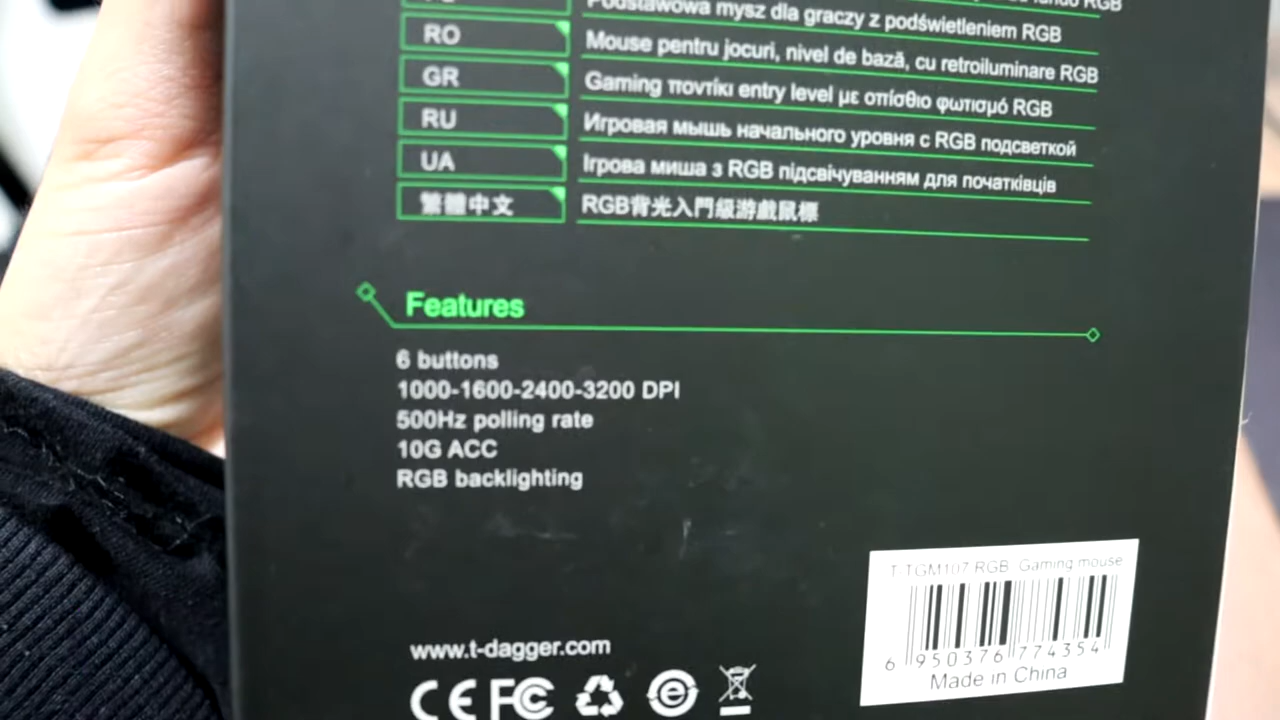 RGB
Podstawowa mysz dla graczy z podświetleniem RGB
RO Mouse pentru jocuri, nivel de bază, cu retroiluminare RGB
GR Gaming ποντίκι entry level με οπίσθιο φωτισμό RGB
RU Игровая мышь начального уровня с RGB подсветкой
UA Ігрова миша з RGB підсвічуванням для початківців
繁體中文 RGB背光入門級游戲鼠標
Features
6 buttons
1000-1600-2400-3200 DPI
500Hz polling rate
10G ACC
RGB backlighting
T-TGM107 RGB Gaming mouse
6 950376 774354
Made in China
www.t-dagger.com
CE FC e